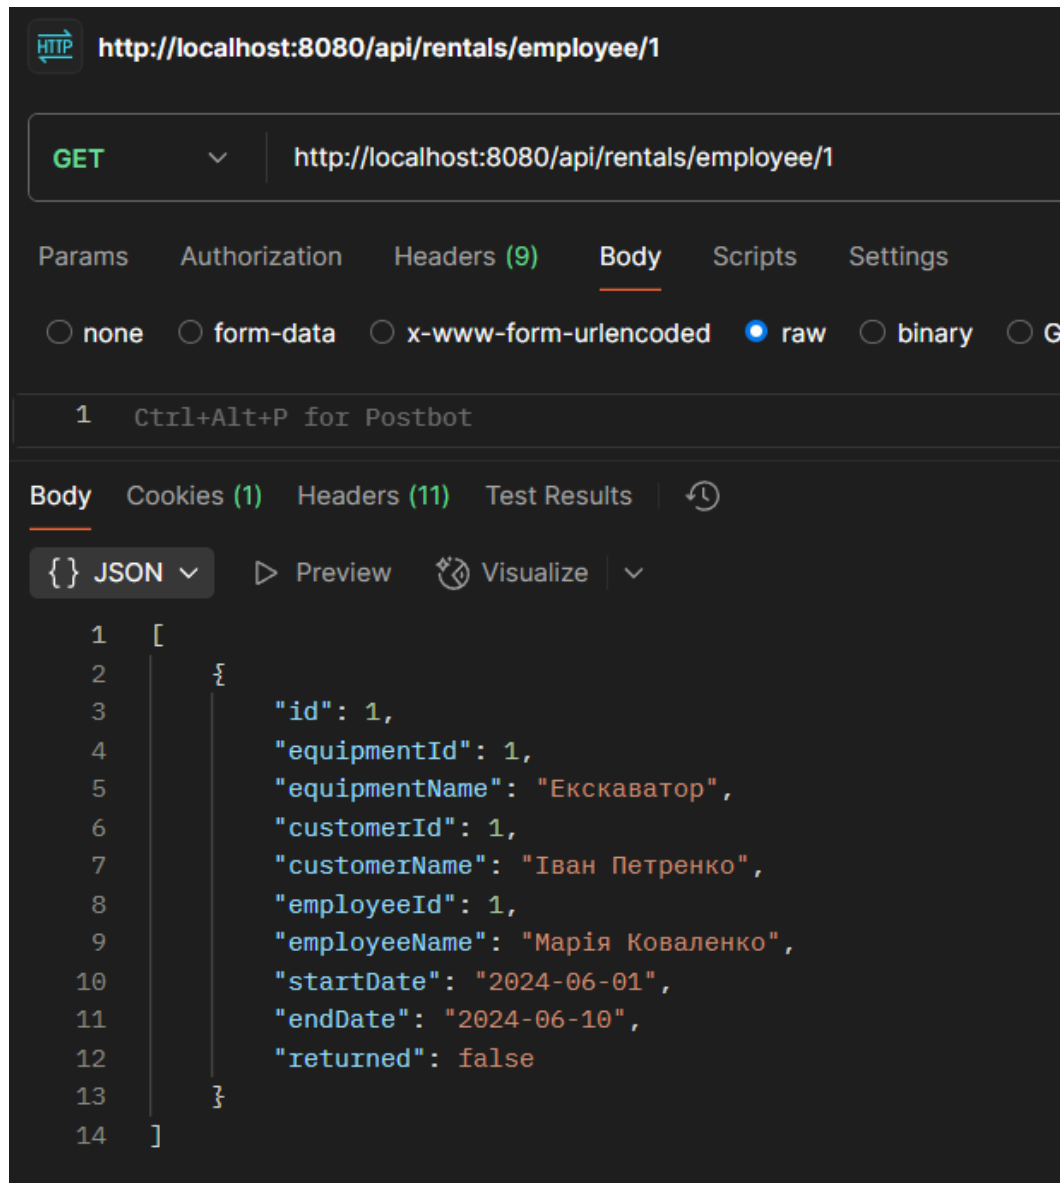 HTTP http://localhost:8080/api/rentals/employee/1
GET http://localhost:8080/api/rentals/employee/1
Params Authorization Headers (9) Body Scripts Settings
none form-data x-www-form-urlencoded raw binary G
1 Ctrl+Alt+P for Postbot
Body Cookies (1) Headers (11) Test Results
{} JSON Preview Visualize
1 [
2 {
3 "id": 1,
4 "equipmentId": 1,
5 "equipmentName": "Екскаватор",
6 "customerId": 1,
7 "customerName": "Іван Петренко",
8 "employeeId": 1,
9 "employeeName": "Марія Коваленко",
10 "startDate": "2024-06-01",
11 "endDate": "2024-06-10",
12 "returned": false
13 }
14 ]